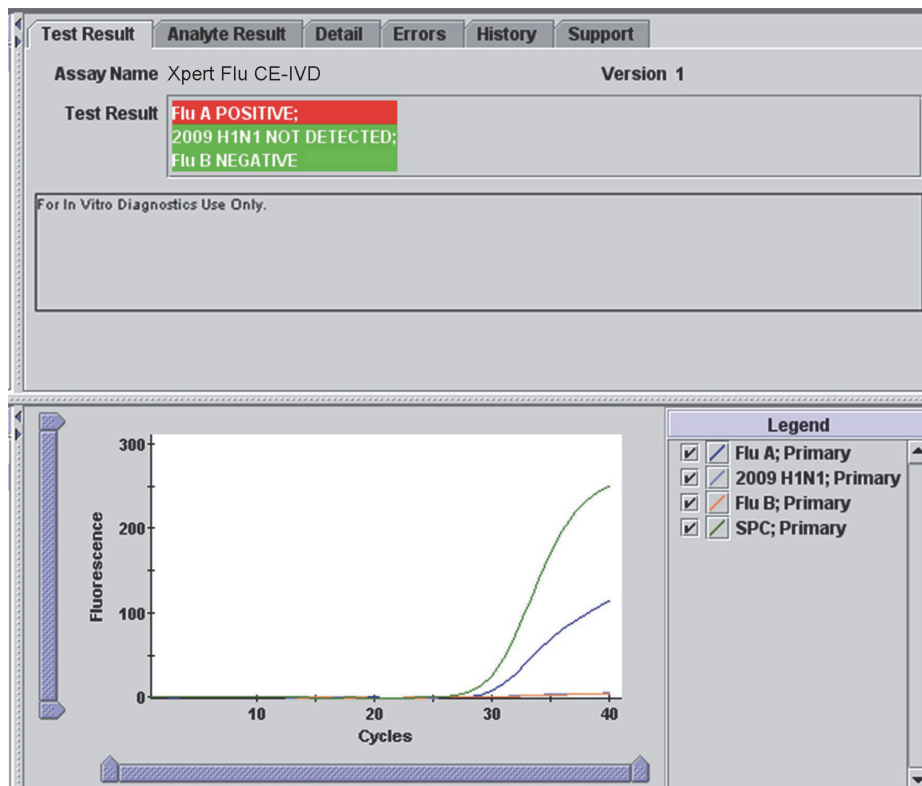 Test Result Analyte Result Detail Errors History Support
Assay Name Xpert Flu CE-IVD Version 1
Test Result Flu A POSITIVE;
2009 H1N1 NOT DETECTED;
Flu B NEGATIVE
For In Vitro Diagnostics Use Only.
Legend
Flu A; Primary
2009 H1N1; Primary
Flu B; Primary
SPC; Primary
Fluorescence
300
200
100
0
10 20 30 40
Cycles